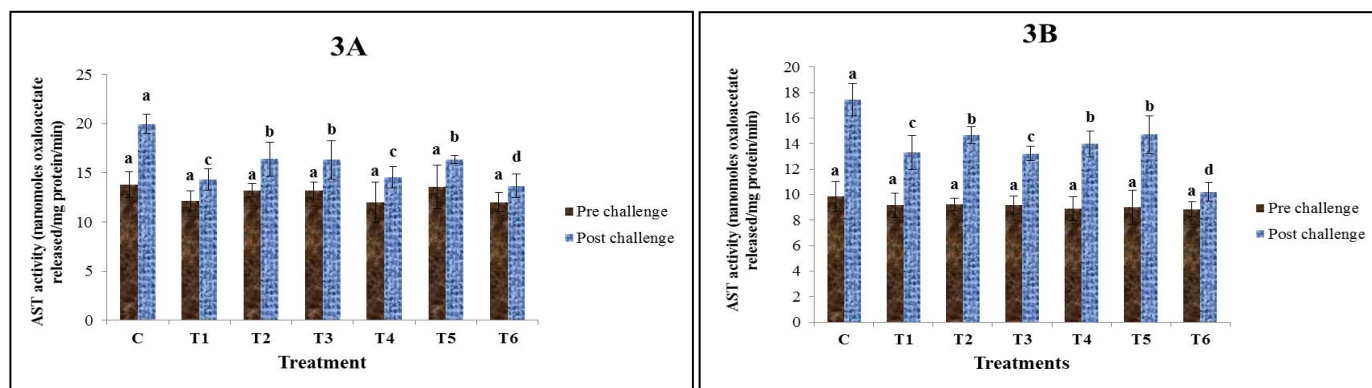 3A
AST activity (nanomoles oxaloacetate
released/mg protein/min)
25
20
15
10
5
0
a
a
a
c
a
b
a
b
a
c
a
b
a
d
C T1 T2 T3 T4 T5 T6
Treatment
Pre challenge
Post challenge
3B
AST activity (nanomoles oxaloacetate
released/mg protein/min)
20
18
16
14
12
10
8
6
4
2
0
a
a
a
c
a
b
a
c
a
b
a
b
a
d
C T1 T2 T3 T4 T5 T6
Treatments
Pre challenge
Post challenge